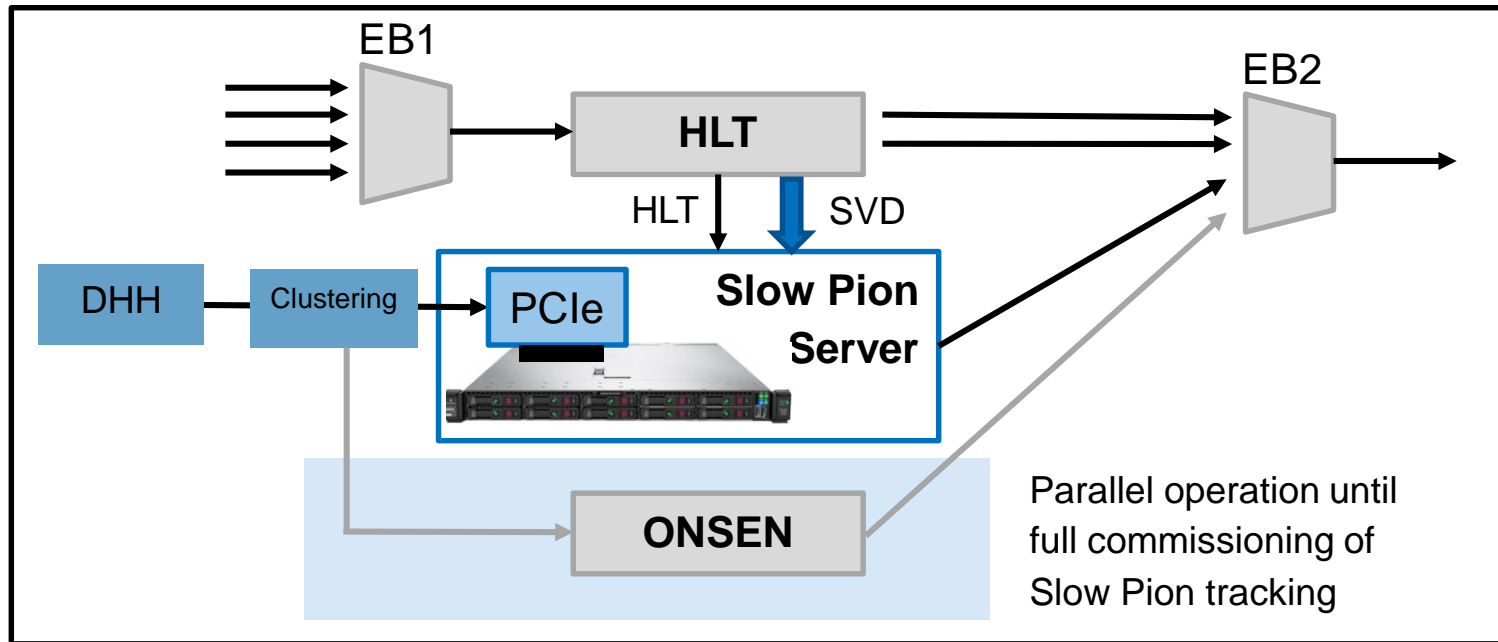 EB1
EB2
HLT
HLT
SVD
DHH
Clustering
PCIe
Slow Pion
Server
ONSEN
Parallel operation until
full commissioning of
Slow Pion tracking